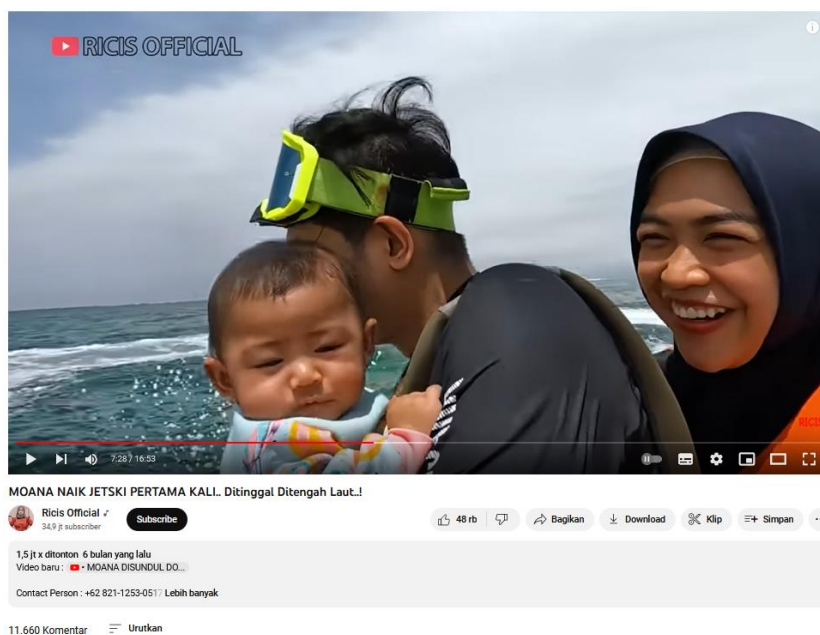 RICIS OFFICIAL
RICIS
7:28 / 16:53
MOANA NAIK JETSKI PERTAMA KALI.. Ditinggal Ditengah Laut..!
Ricis Official
34,9 jt subscriber
Subscribe
48 rb
Bagikan
Download
Klip
Simpan
1,5 jt x ditonton 6 bulan yang lalu
Video baru : • MOANA DISUNDUL DO...
Contact Person : +62 821-1253-0517 Lebih banyak
11.660 Komentar
Urutkan